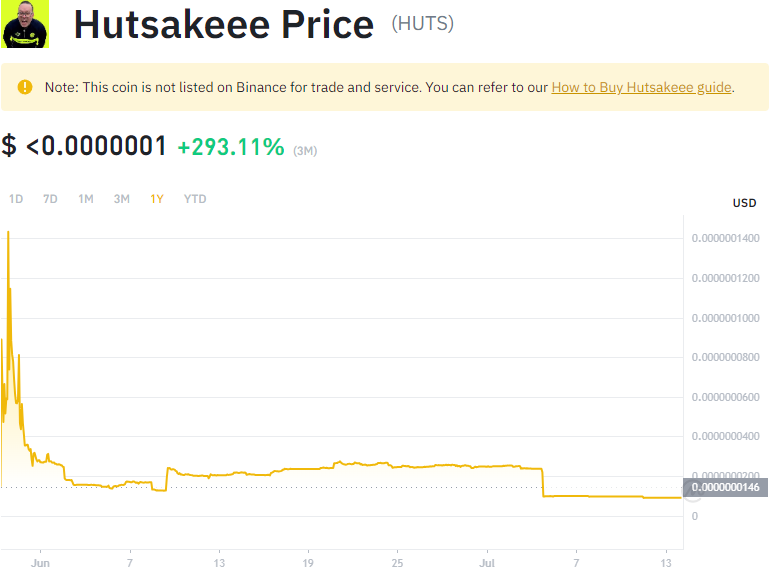 Hutsakeee Price (HUTS)
Note: This coin is not listed on Binance for trade and service. You can refer to our How to Buy Hutsakeee guide.
$ <0.0000001 +293.11% (3M)
1D 7D 1M 3M 1Y YTD
USD
0.0000001400
0.0000001200
0.0000001000
0.0000000800
0.0000000600
0.0000000400
0.0000000200
0.0000000146
0
Jun 7 13 19 25 Jul 7 13